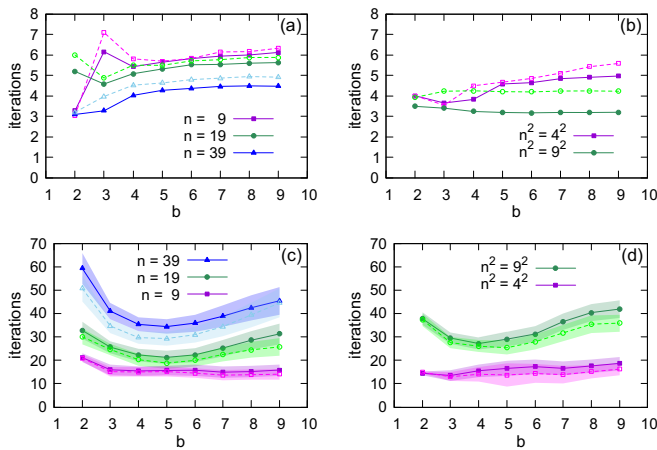 8
7
6
5
4
3
2
1
0
iterations
(a)
n = 9
n = 19
n = 39
1 2 3 4 5 6 7 8 9 10
b
8
7
6
5
4
3
2
1
0
iterations
(b)
n² = 4²
n² = 9²
1 2 3 4 5 6 7 8 9 10
b
70
60
50
40
30
20
10
0
iterations
(c)
n = 39
n = 19
n = 9
1 2 3 4 5 6 7 8 9 10
b
70
60
50
40
30
20
10
0
iterations
(d)
n² = 9²
n² = 4²
1 2 3 4 5 6 7 8 9 10
b